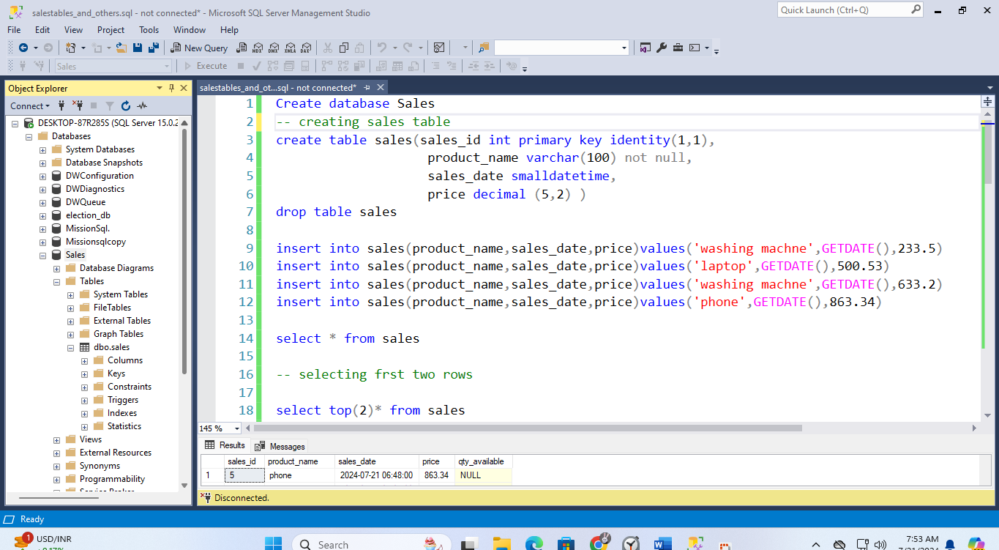 salestables_and_others.sql - not connected* - Microsoft SQL Server Management Studio
Quick Launch (Ctrl+Q)
File Edit View Project Tools Window Help
New Query MDX DMX XMLA DAX
Sales Execute
Object Explorer
salestables_and_ot...sql - not connected*
Connect
DESKTOP-87R285S (SQL Server 15.0.2
Databases
System Databases
Database Snapshots
DWConfiguration
DWDiagnostics
DWQueue
election_db
MissionSql.
Missionsqlcopy
Sales
Database Diagrams
Tables
System Tables
FileTables
External Tables
Graph Tables
dbo.sales
Columns
Keys
Constraints
Triggers
Indexes
Statistics
Views
External Resources
Synonyms
Programmability
Service Broker
1 Create database Sales
2 -- creating sales table
3 create table sales(sales_id int primary key identity(1,1),
4 product_name varchar(100) not null,
5 sales_date smalldatetime,
6 price decimal (5,2) )
7 drop table sales
8
9 insert into sales(product_name,sales_date,price)values('washing machne',GETDATE(),233.5)
10 insert into sales(product_name,sales_date,price)values('laptop',GETDATE(),500.53)
11 insert into sales(product_name,sales_date,price)values('washing machne',GETDATE(),633.2)
12 insert into sales(product_name,sales_date,price)values('phone',GETDATE(),863.34)
13
14 select * from sales
15
16 -- selecting frst two rows
17
18 select top(2)* from sales
145 %
Results Messages
sales_id product_name sales_date price qty_available
1 5 phone 2024-07-21 06:48:00 863.34 NULL
Disconnected.
Ready
1 USD/INR
Search
7:53 AM
7/21/2024